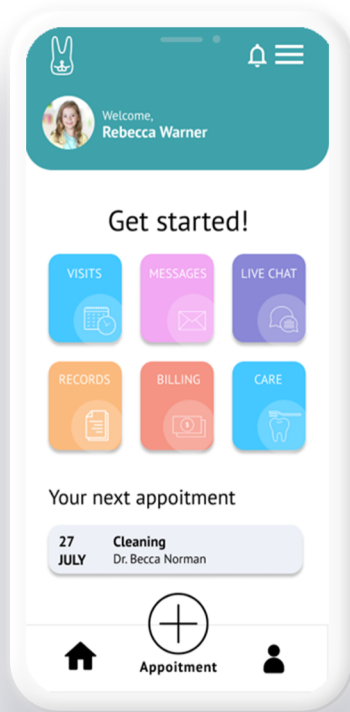 Welcome,
Rebecca Warner
Get started!
VISITS
MESSAGES
LIVE CHAT
RECORDS
BILLING
CARE
Your next appoitment
27 Cleaning
JULY Dr. Becca Norman
Appoitment